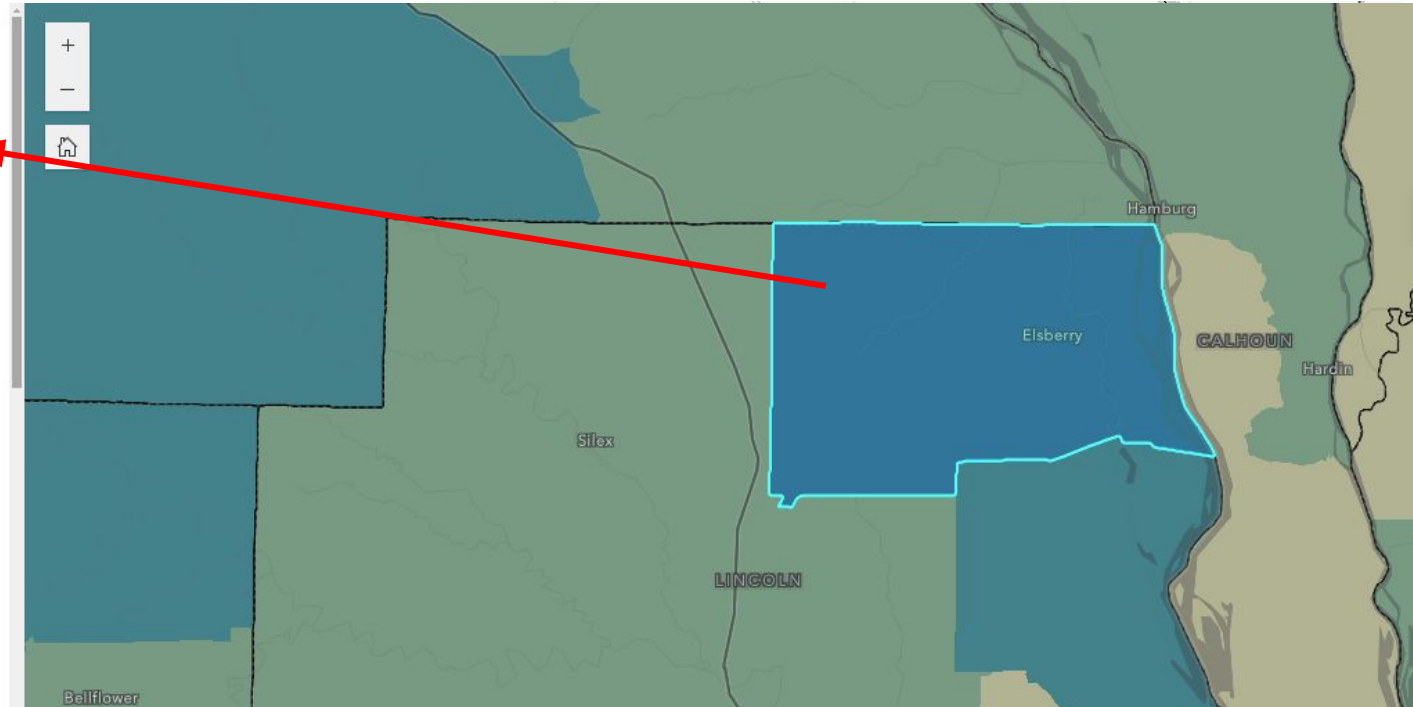 +
−
Hamburg
Elsberry
CALHOUN
Hardin
Silex
LINCOLN
Bellflower